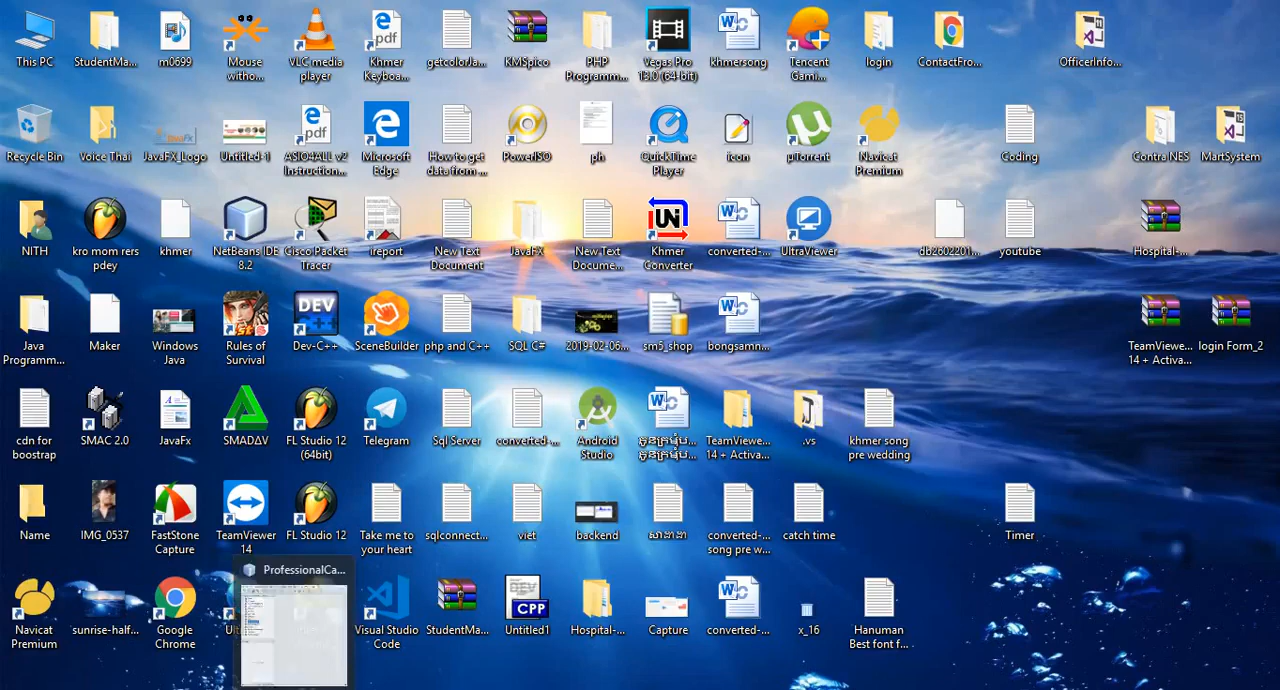 This PC
StudentMa...
m0699
Mouse
witho...
VLC media
player
Khmer
Keyboa...
getcolorJa...
KMSpico
PHP
Programm...
Vegas Pro
13.0 (64-bit)
khmersong
Tencent
Gami...
login
ContactFro...
OfficerInfo...
Recycle Bin
Voice Thai
JavaFX_Logo
Untitled-1
ASIO4ALL v2
Instruction...
Microsoft
Edge
How to get
data from ...
PowerISO
ph
QuickTime
Player
icon
µTorrent
Navicat
Premium
Coding
Contra NES
MartSystem
NITH
kro mom rers
pdey
khmer
NetBeans IDE
8.2
Cisco Packet
Tracer
ireport
New Text
Document
JavaFX
New Text
Docume...
Khmer
Converter
converted-...
UltraViewer
db2602201...
youtube
Hospital-...
Java
Programm...
Maker
Windows
Java
Rules of
Survival
Dev-C++
SceneBuilder
php and C++
SQL C#
2019-02-06...
sm5_shop
bongsamn...
TeamViewe...
14 + Activa...
login Form_2
cdn for
boostrap
SMAC 2.0
JavaFx
SMADΔV
FL Studio 12
(64bit)
Telegram
Sql Server
converted-...
Android
Studio
TeamViewe...
14 + Activa...
.vs
khmer song
pre wedding
Name
IMG_0537
FastStone
Capture
TeamViewer
14
FL Studio 12
Take me to
your heart
sqlconnect...
viet
backend
converted-...
song pre w...
catch time
Timer
ProfessionalCa...
Navicat
Premium
sunrise-half...
Google
Chrome
Visual Studio
Code
StudentMa...
Untitled1
Hospital-...
Capture
converted-...
x_16
Hanuman
Best font f...